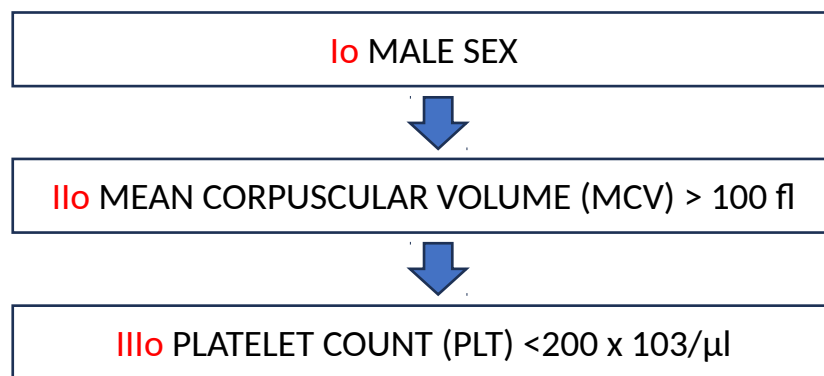 Io MALE SEX
IIo MEAN CORPUSCULAR VOLUME (MCV) > 100 fl
IIIo PLATELET COUNT (PLT) <200 x 103/µl